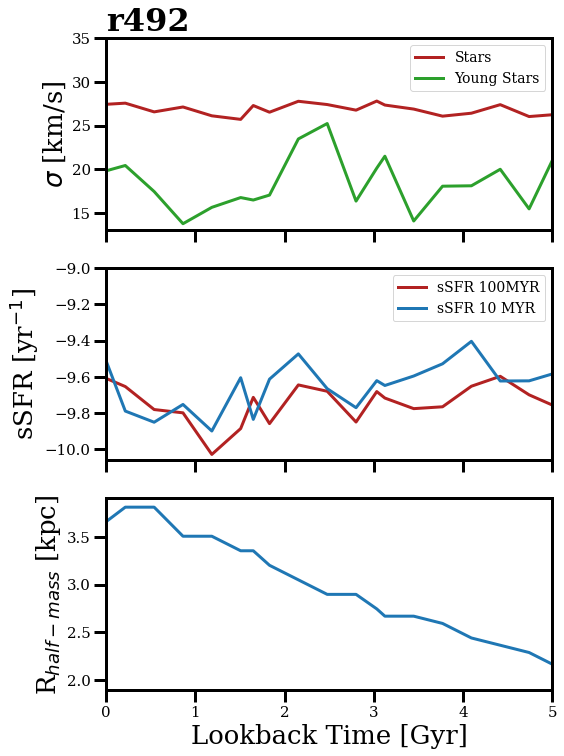 r492
35
30
25
20
15
σ [km/s]
Stars
Young Stars
−9.0
−9.2
−9.4
−9.6
−9.8
−10.0
sSFR [yr⁻¹]
sSFR 100MYR
sSFR 10 MYR
3.5
3.0
2.5
2.0
R_half−mass [kpc]
0 1 2 3 4 5
Lookback Time [Gyr]